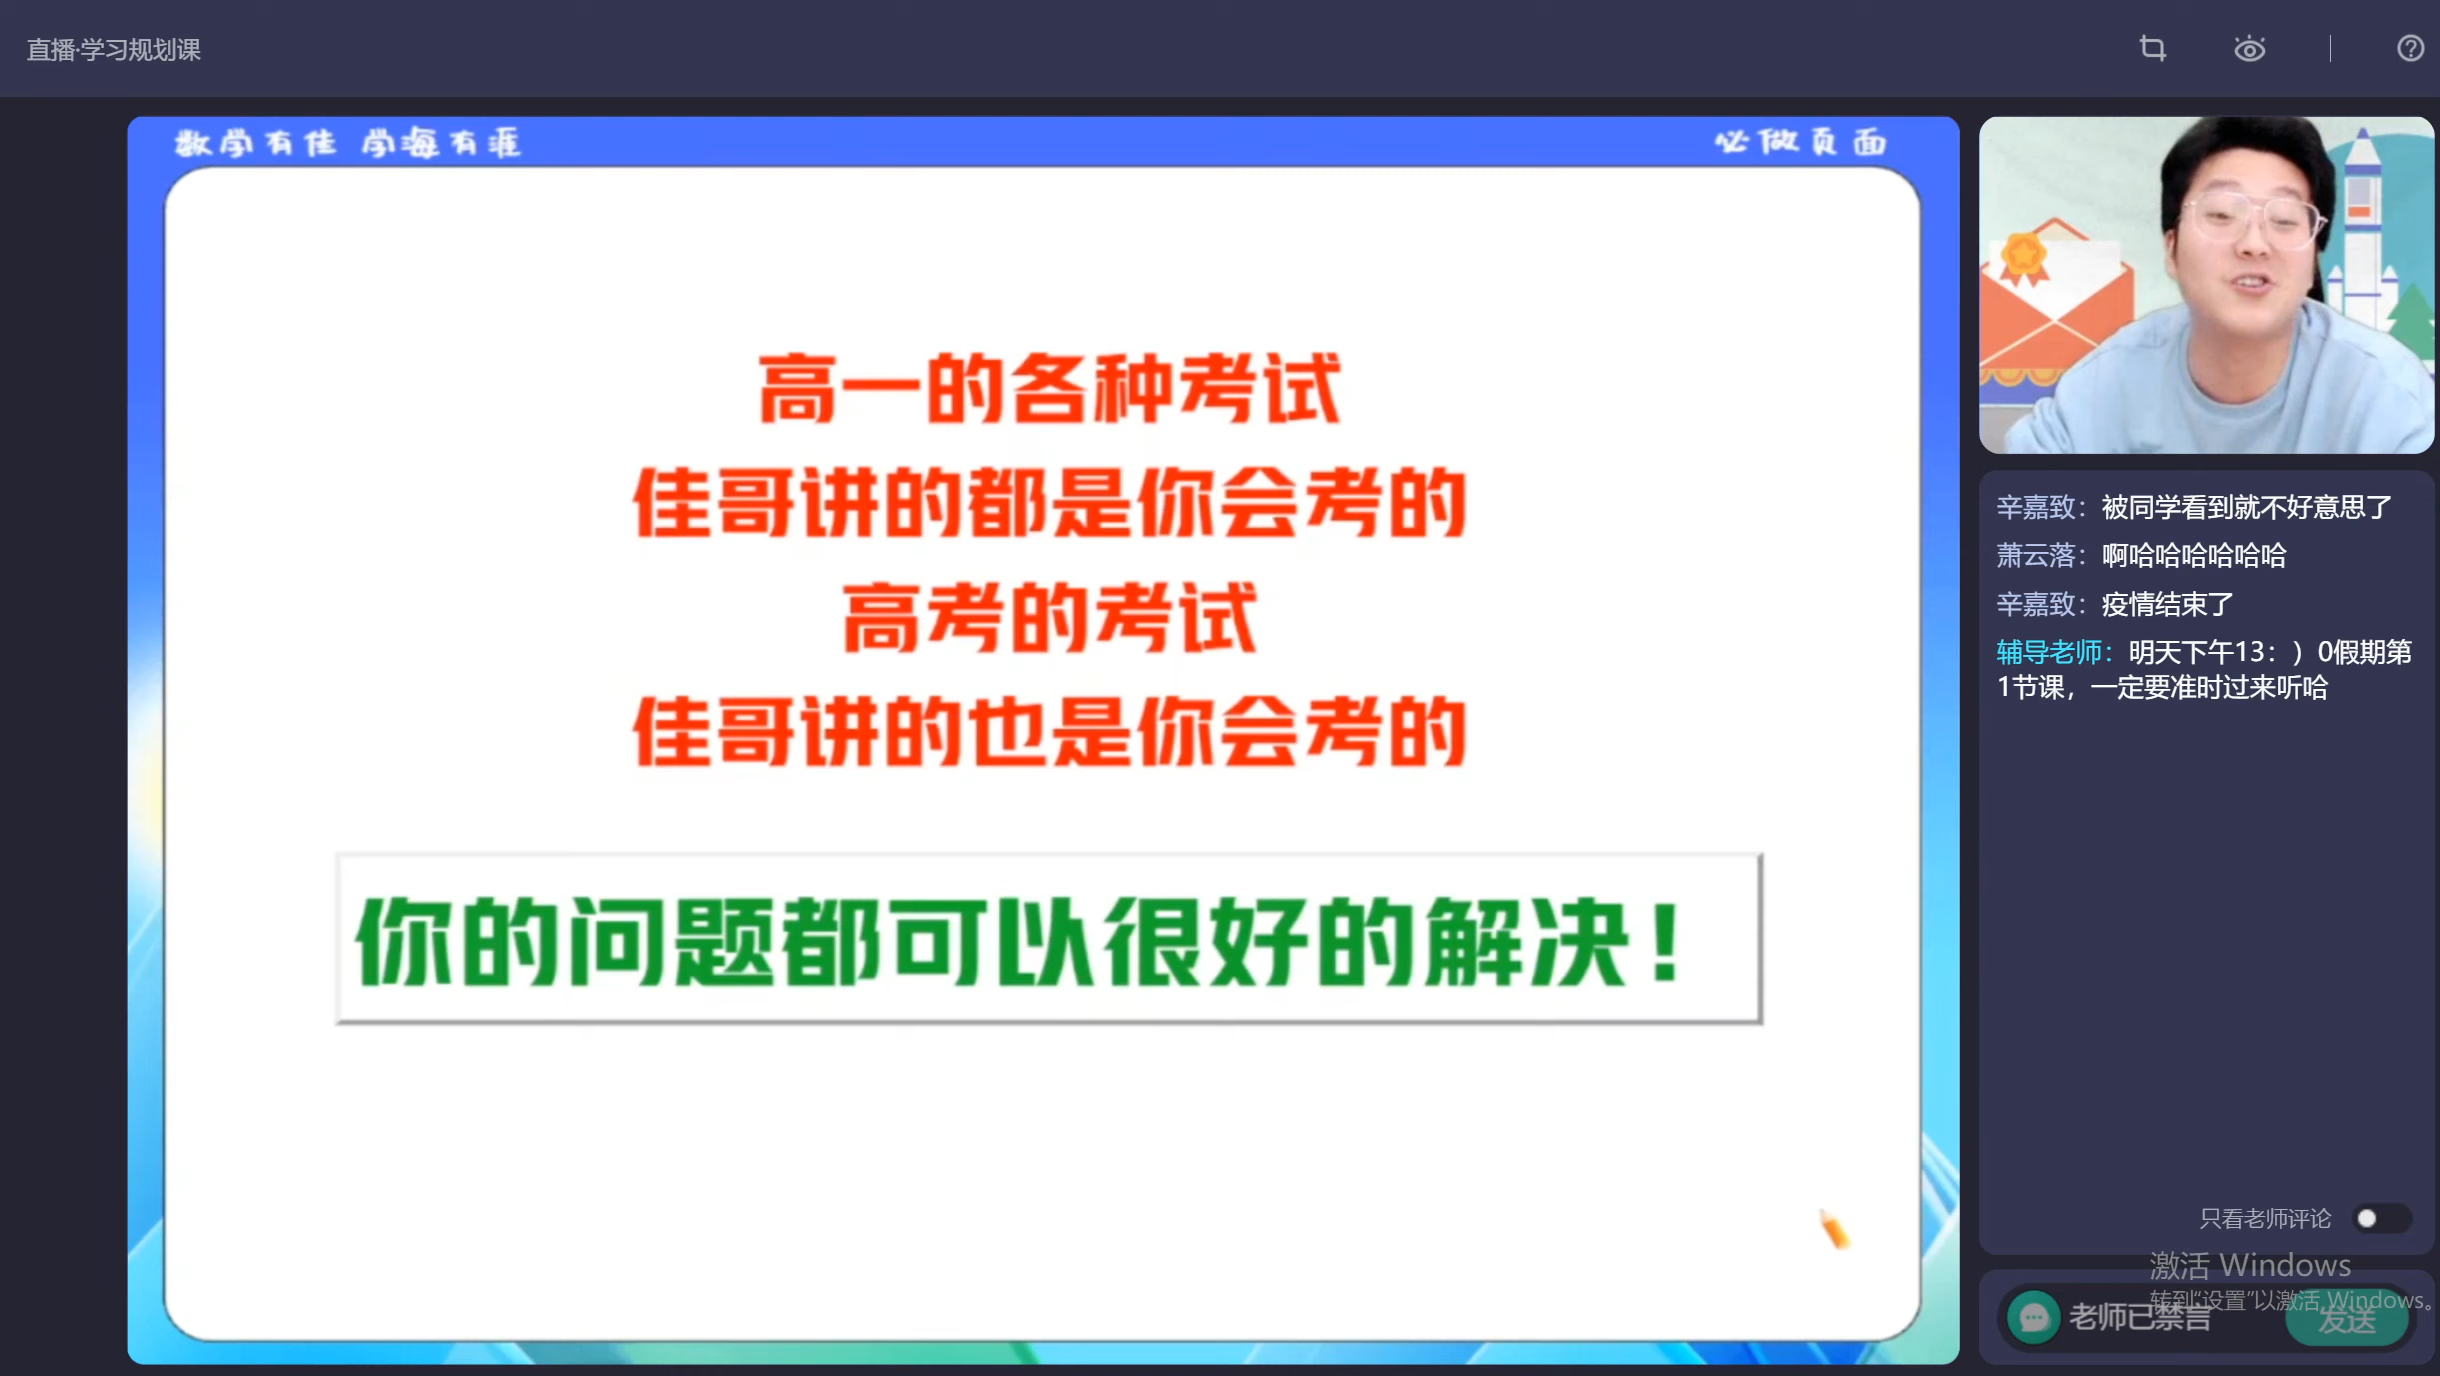 直播·学习规划课
数学有佳 学海有涯
必做页面
高一的各种考试
佳哥讲的都是你会考的
高考的考试
佳哥讲的也是你会考的
你的问题都可以很好的解决！
辛嘉致：被同学看到就不好意思了
萧云落：啊哈哈哈哈哈哈
辛嘉致：疫情结束了
辅导老师：明天下午13：）0假期第
1节课，一定要准时过来听哈
只看老师评论
激活 Windows
转到“设置”以激活 Windows。
老师已禁言
发送